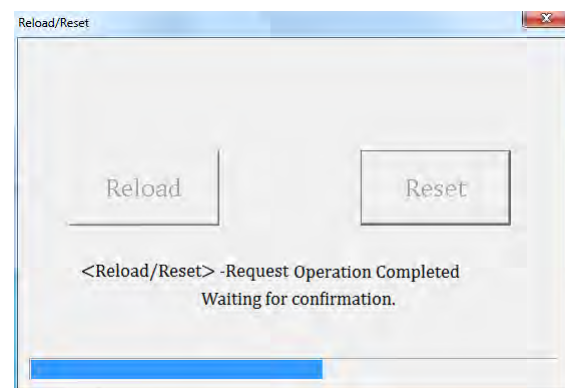 Reload/Reset
Reload
Reset
<Reload/Reset> -Request Operation Completed
Waiting for confirmation.